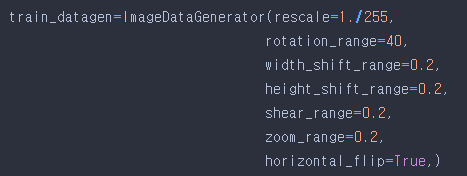 train_datagen=ImageDataGenerator(rescale=1./255,
rotation_range=40,
width_shift_range=0.2,
height_shift_range=0.2,
shear_range=0.2,
zoom_range=0.2,
horizontal_flip=True,)